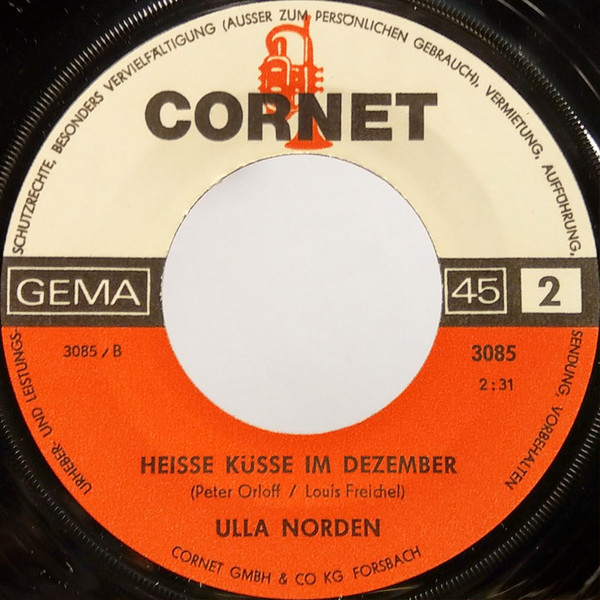 URHEBER- UND LEISTUNGS-SCHUTZRECHTE, BESONDERS VERVIELFÄLTIGUNG (AUSSER ZUM PERSÖNLICHEN GEBRAUCH), VERMIETUNG, AUFFÜHRUNG, SENDUNG, VORBEHALTEN
CORNET
GEMA
45
2
3085 / B
3085
2:31
HEISSE KÜSSE IM DEZEMBER
(Peter Orloff / Louis Freichel)
ULLA NORDEN
CORNET GMBH & CO KG FORSBACH